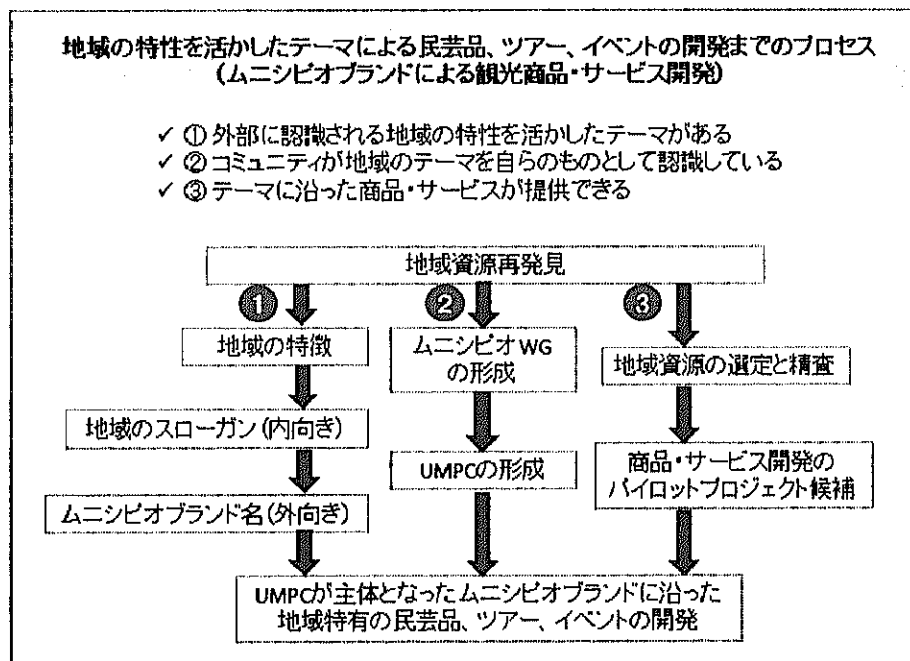 地域の特性を活かしたテーマによる民芸品、ツアー、イベントの開発までのプロセス
(ムニシピオブランドによる観光商品・サービス開発)
✓ ① 外部に認識される地域の特性を活かしたテーマがある
✓ ② コミュニティが地域のテーマを自らのものとして認識している
✓ ③ テーマに沿った商品・サービスが提供できる
地域資源再発見
1
2
3
地域の特徴
ムニシピオWG
の形成
地域資源の選定と精査
地域のスローガン(内向き)
UMPCの形成
商品・サービス開発の
パイロットプロジェクト候補
ムニシピオブランド名(外向き)
UMPCが主体となったムニシピオブランドに沿った
地域特有の民芸品、ツアー、イベントの開発